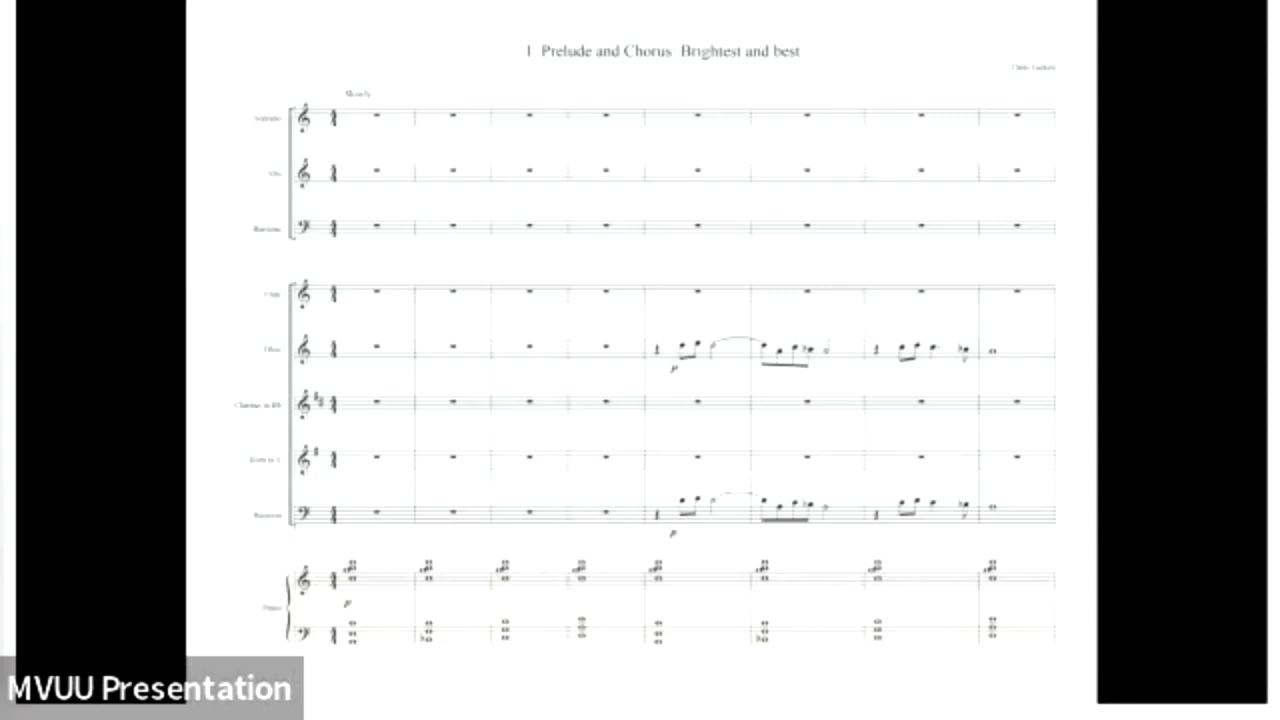 1 Prelude and Chorus Brightest and best
Slowly
Soprano
Alto
Baritone
Flute
Oboe
p
Clarinet in Bb
Horn in F
Bassoon
p
Piano
p
MVUU Presentation